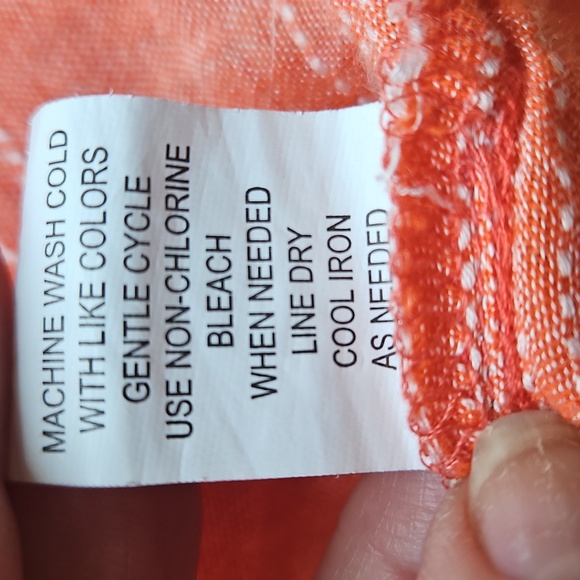 MACHINE WASH COLD
WITH LIKE COLORS
GENTLE CYCLE
USE NON-CHLORINE
BLEACH
WHEN NEEDED
LINE DRY
COOL IRON
AS NEEDED